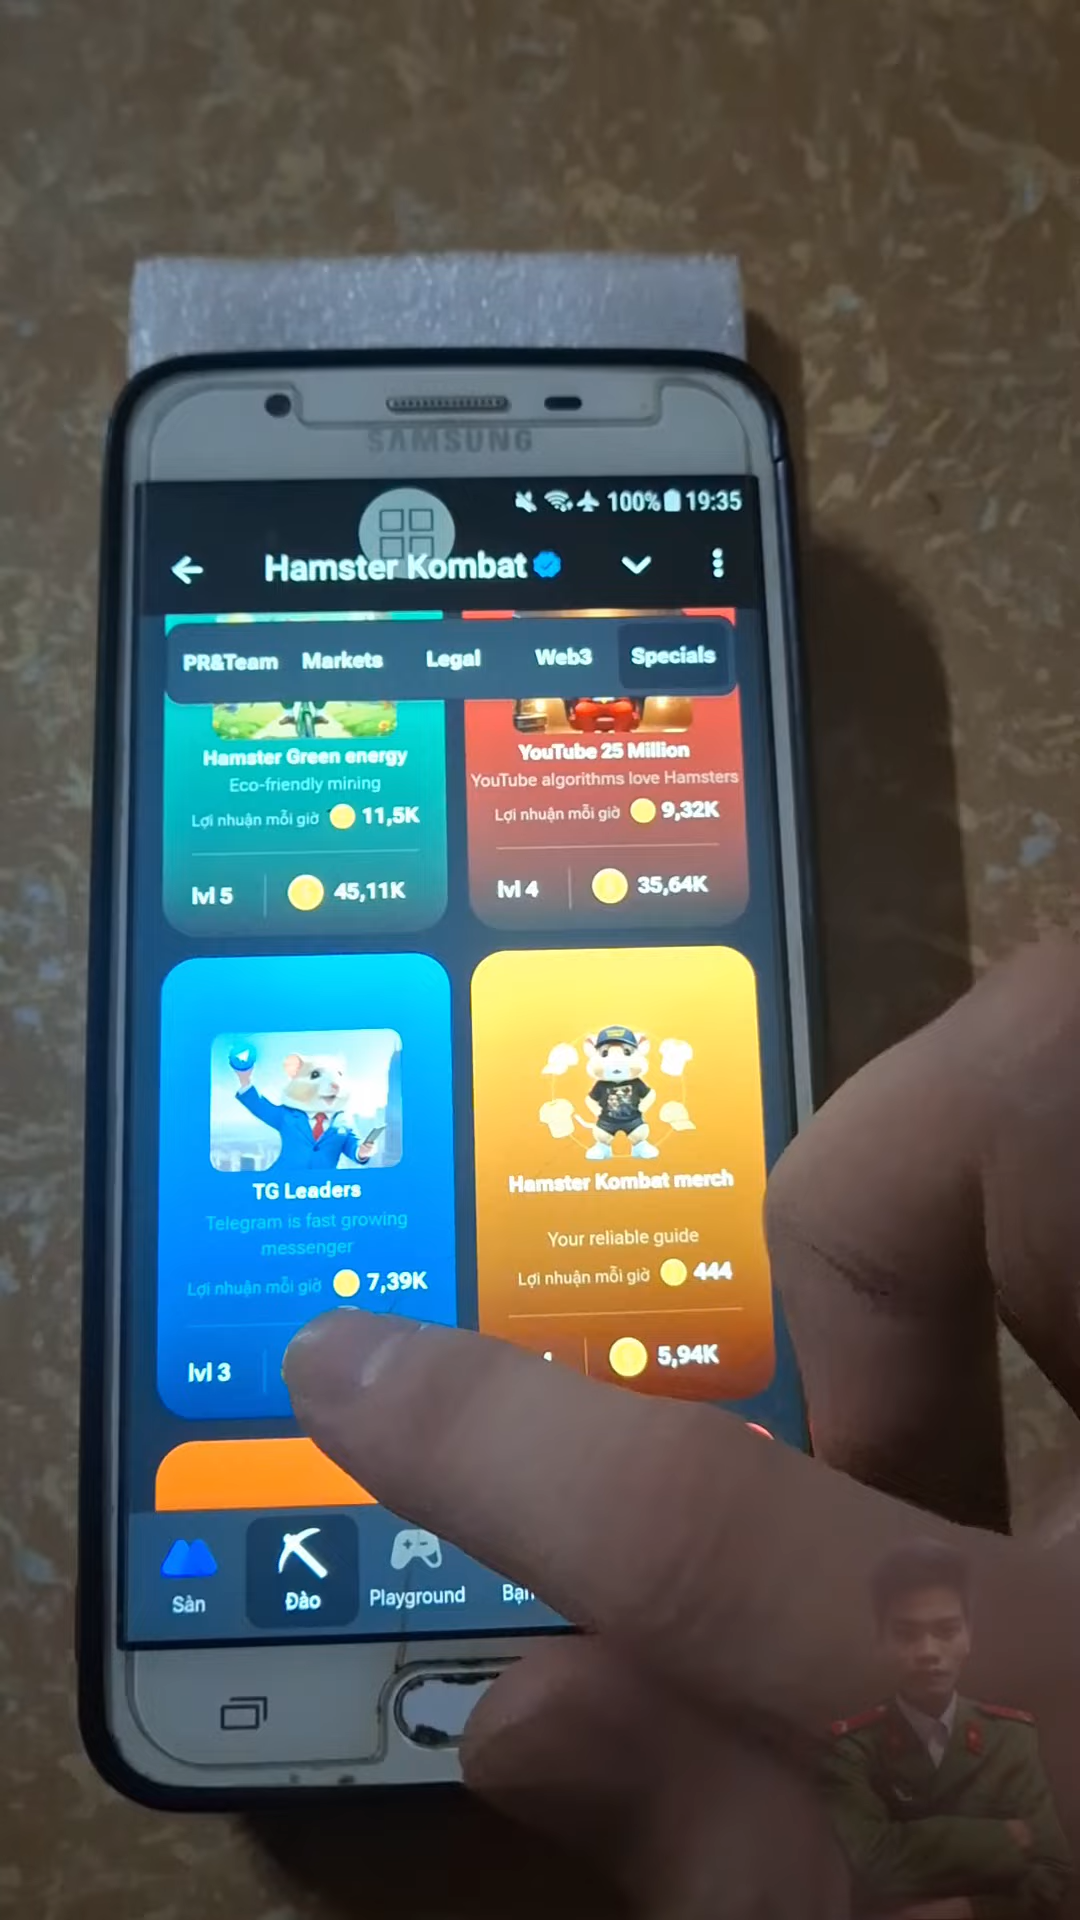 SAMSUNG
100% 19:35
Hamster Kombat
PR&Team Markets Legal Web3 Specials
Hamster Green energy
Eco-friendly mining
Lợi nhuận mỗi giờ 11,5K
lvl 5 45,11K
YouTube 25 Million
YouTube algorithms love Hamsters
Lợi nhuận mỗi giờ 9,32K
lvl 4 35,64K
TG Leaders
Telegram is fast growing
messenger
Lợi nhuận mỗi giờ 7,39K
lvl 3
Hamster Kombat merch
Your reliable guide
Lợi nhuận mỗi giờ 444
5,94K
Sàn Đào Playground